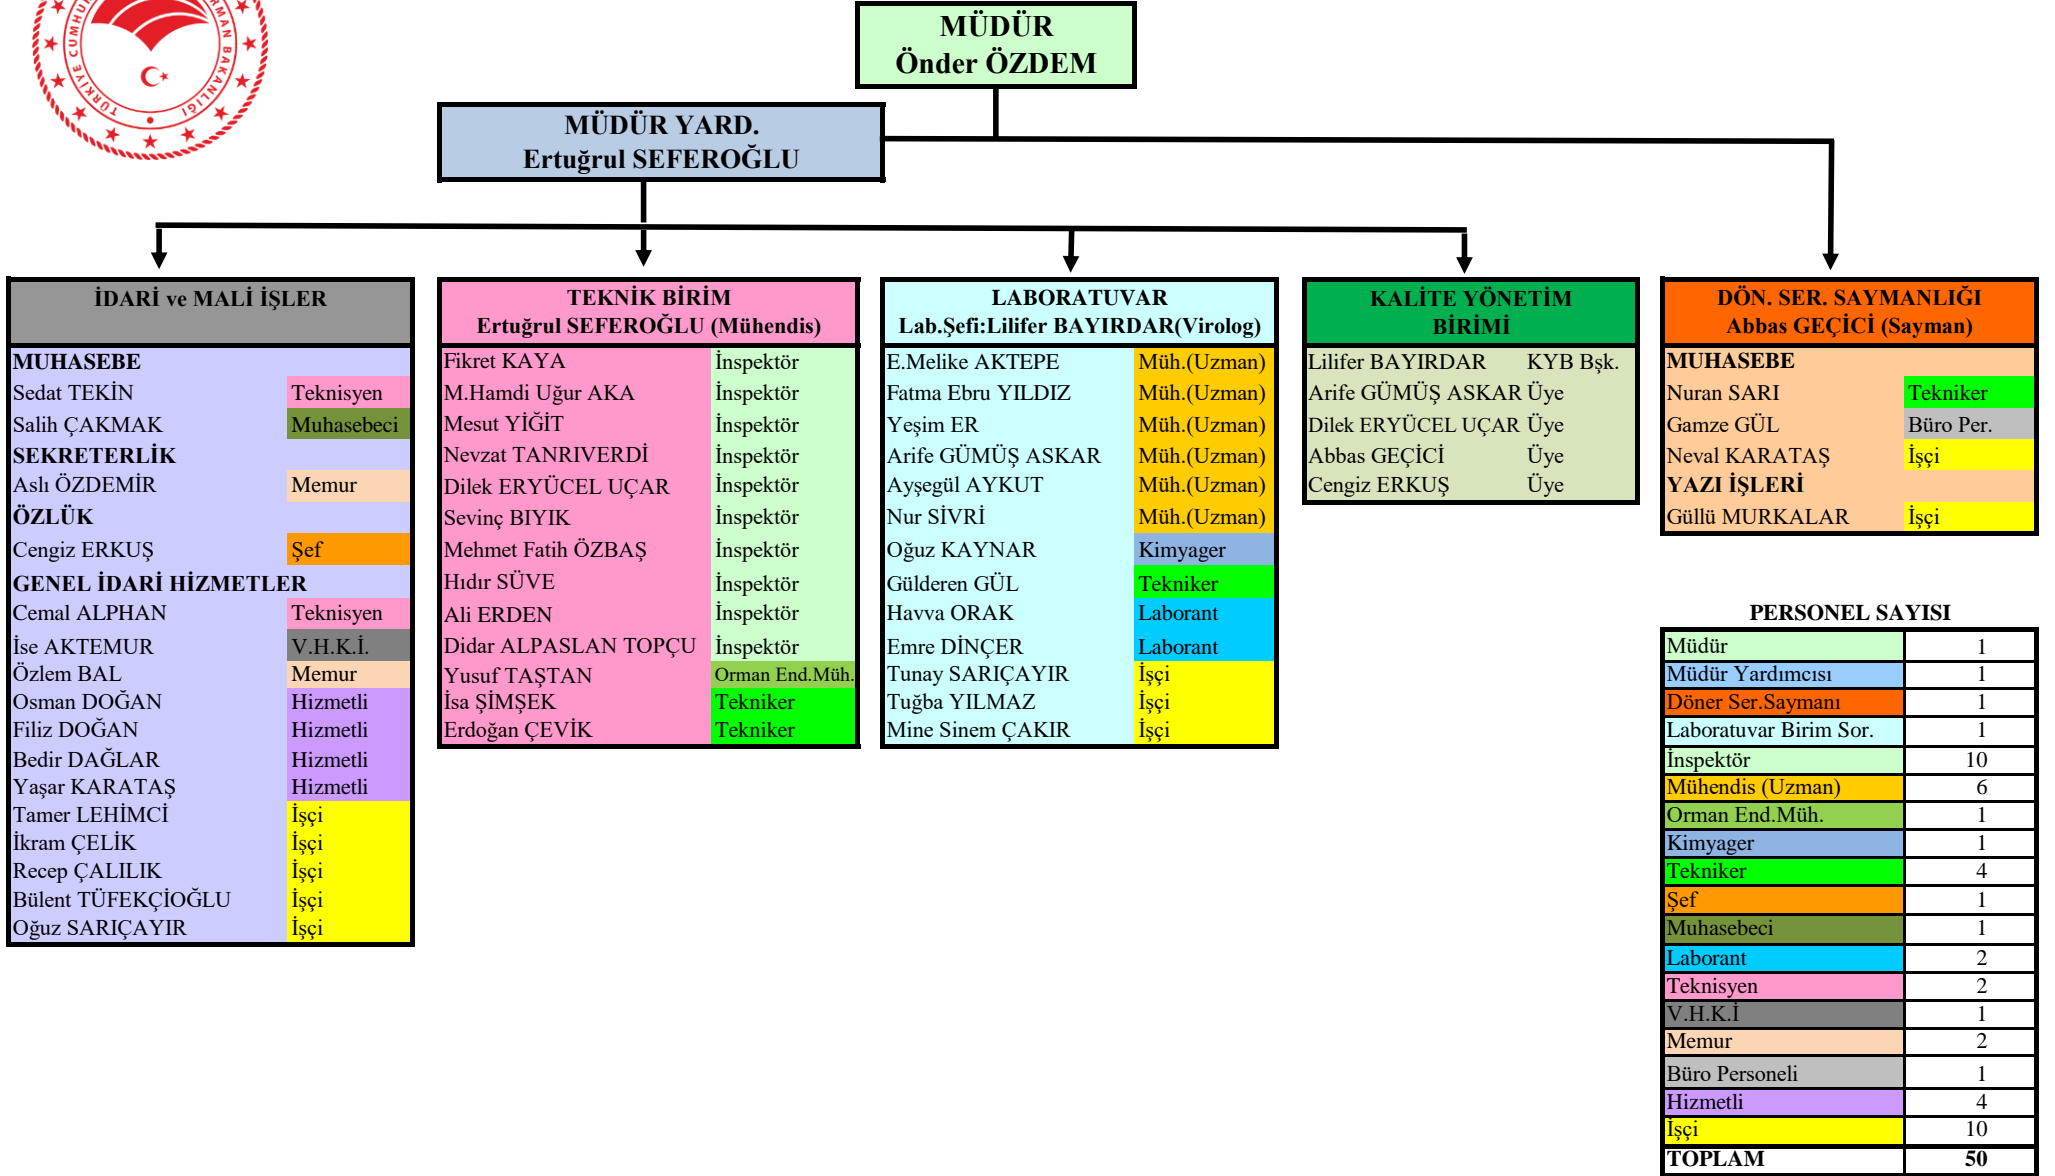 TÜRKİYE CUMHUR
RMAN BAKANLIĞI
MÜDÜR
Önder ÖZDEM
MÜDÜR YARD.
Ertuğrul SEFEROĞLU
İDARİ ve MALİ İŞLER
MUHASEBE
Sedat TEKİN Teknisyen
Salih ÇAKMAK Muhasebeci
SEKRETERLİK
Aslı ÖZDEMİR Memur
ÖZLÜK
Cengiz ERKUŞ Şef
GENEL İDARİ HİZMETLER
Cemal ALPHAN Teknisyen
İse AKTEMUR V.H.K.İ.
Özlem BAL Memur
Osman DOĞAN Hizmetli
Filiz DOĞAN Hizmetli
Bedir DAĞLAR Hizmetli
Yaşar KARATAŞ Hizmetli
Tamer LEHİMCİ İşçi
İkram ÇELİK İşçi
Recep ÇALILIK İşçi
Bülent TÜFEKÇİOĞLU İşçi
Oğuz SARIÇAYIR İşçi
TEKNİK BİRİM
Ertuğrul SEFEROĞLU (Mühendis)
Fikret KAYA İnspektör
M.Hamdi Uğur AKA İnspektör
Mesut YİĞİT İnspektör
Nevzat TANRIVERDİ İnspektör
Dilek ERYÜCEL UÇAR İnspektör
Sevinç BIYIK İnspektör
Mehmet Fatih ÖZBAŞ İnspektör
Hıdır SÜVE İnspektör
Ali ERDEN İnspektör
Didar ALPASLAN TOPÇU İnspektör
Yusuf TAŞTAN Orman End.Müh.
İsa ŞİMŞEK Tekniker
Erdoğan ÇEVİK Tekniker
LABORATUVAR
Lab.Şefi:Lilifer BAYIRDAR(Virolog)
E.Melike AKTEPE Müh.(Uzman)
Fatma Ebru YILDIZ Müh.(Uzman)
Yeşim ER Müh.(Uzman)
Arife GÜMÜŞ ASKAR Müh.(Uzman)
Ayşegül AYKUT Müh.(Uzman)
Nur SİVRİ Müh.(Uzman)
Oğuz KAYNAR Kimyager
Gülderen GÜL Tekniker
Havva ORAK Laborant
Emre DİNÇER Laborant
Tunay SARIÇAYIR İşçi
Tuğba YILMAZ İşçi
Mine Sinem ÇAKIR İşçi
KALİTE YÖNETİM
BİRİMİ
Lilifer BAYIRDAR KYB Bşk.
Arife GÜMÜŞ ASKAR Üye
Dilek ERYÜCEL UÇAR Üye
Abbas GEÇİCİ Üye
Cengiz ERKUŞ Üye
DÖN. SER. SAYMANLIĞI
Abbas GEÇİCİ (Sayman)
MUHASEBE
Nuran SARI Tekniker
Gamze GÜL Büro Per.
Neval KARATAŞ İşçi
YAZI İŞLERİ
Güllü MURKALAR İşçi
PERSONEL SAYISI
Müdür 1
Müdür Yardımcısı 1
Döner Ser.Saymanı 1
Laboratuvar Birim Sor. 1
İnspektör 10
Mühendis (Uzman) 6
Orman End.Müh. 1
Kimyager 1
Tekniker 4
Şef 1
Muhasebeci 1
Laborant 2
Teknisyen 2
V.H.K.İ 1
Memur 2
Büro Personeli 1
Hizmetli 4
İşçi 10
TOPLAM 50